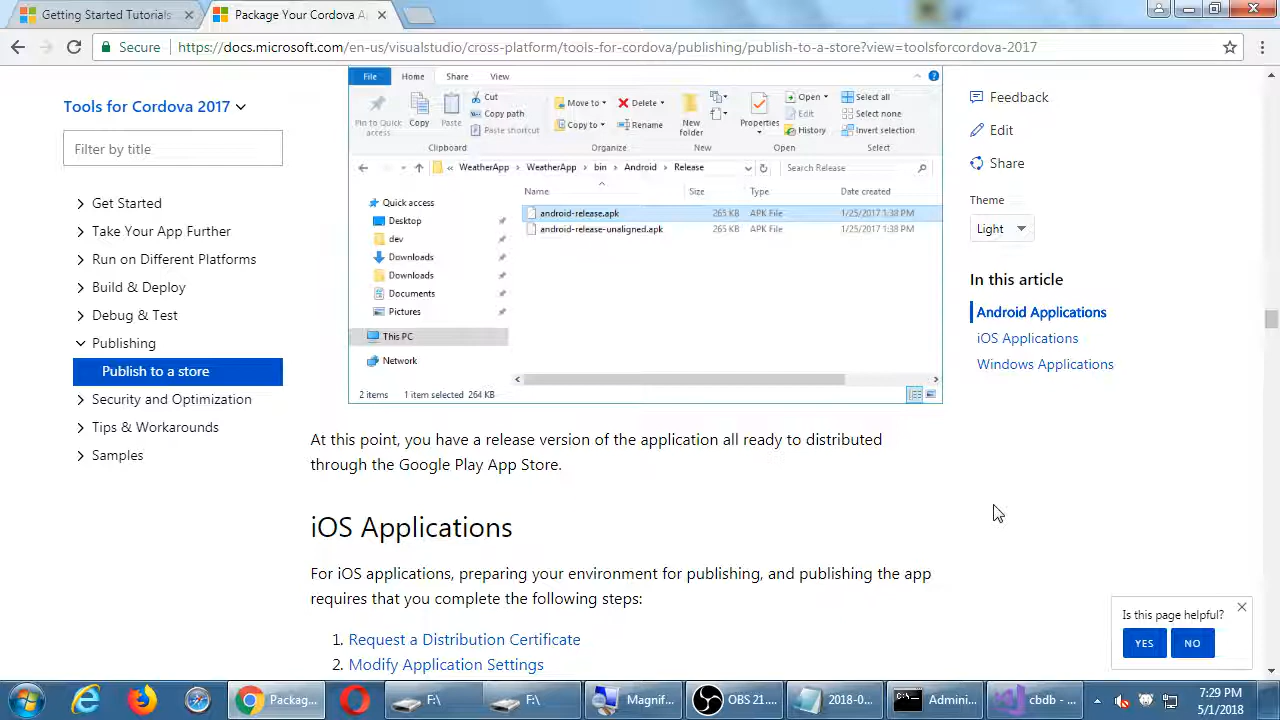 Getting Started Tutorials
Package Your Cordova A
Secure
https://docs.microsoft.com/en-us/visualstudio/cross-platform/tools-for-cordova/publishing/publish-to-a-store?view=toolsforcordova-2017
Tools for Cordova 2017
Filter by title
Get Started
Take Your App Further
Run on Different Platforms
Build & Deploy
Debug & Test
Publishing
Publish to a store
Security and Optimization
Tips & Workarounds
Samples
File
Home
Share
View
Pin to Quick access
Copy
Paste
Cut
Copy path
Paste shortcut
Clipboard
Move to
Copy to
Delete
Rename
Organize
New folder
New
Properties
Open
Edit
History
Open
Select all
Select none
Invert selection
Select
« WeatherApp > WeatherApp > bin > Android > Release
Search Release
Name
Size
Type
Date created
android-release.apk 265 KB APK File 1/25/2017 1:38 PM
android-release-unaligned.apk 265 KB APK File 1/25/2017 1:38 PM
Quick access
Desktop
dev
Downloads
Downloads
Documents
Pictures
This PC
Network
2 items 1 item selected 264 KB
At this point, you have a release version of the application all ready to distributed
through the Google Play App Store.
iOS Applications
For iOS applications, preparing your environment for publishing, and publishing the app
requires that you complete the following steps:
1. Request a Distribution Certificate
2. Modify Application Settings
Feedback
Edit
Share
Theme
Light
In this article
Android Applications
iOS Applications
Windows Applications
Is this page helpful?
YES
NO
Packag...
F:\
F:\
Magnif...
OBS 21....
2018-0...
Admini...
cbdb - ...
7:29 PM
5/1/2018